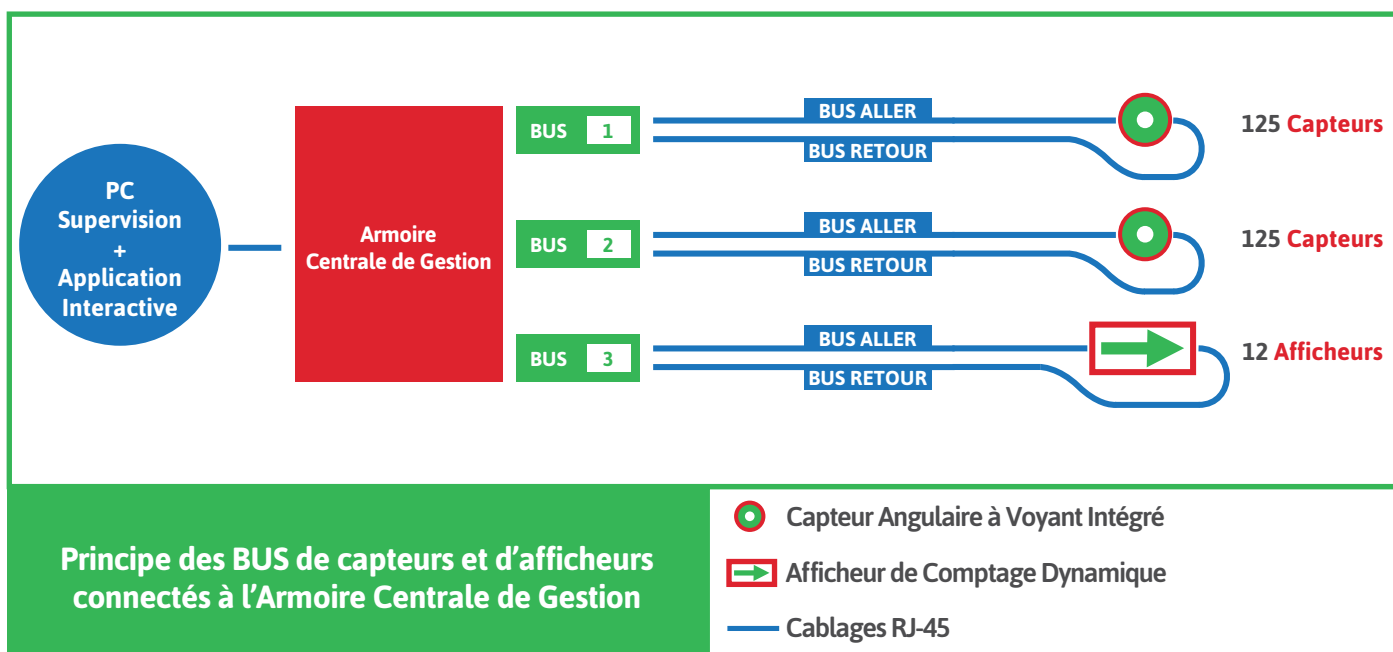 PC
Supervision
+
Application
Interactive
Armoire
Centrale de Gestion
BUS 1
BUS ALLER
BUS RETOUR
125 Capteurs
BUS 2
BUS ALLER
BUS RETOUR
125 Capteurs
BUS 3
BUS ALLER
BUS RETOUR
12 Afficheurs
Principe des BUS de capteurs et d’afficheurs
connectés à l’Armoire Centrale de Gestion
Capteur Angulaire à Voyant Intégré
Afficheur de Comptage Dynamique
Cablages RJ-45